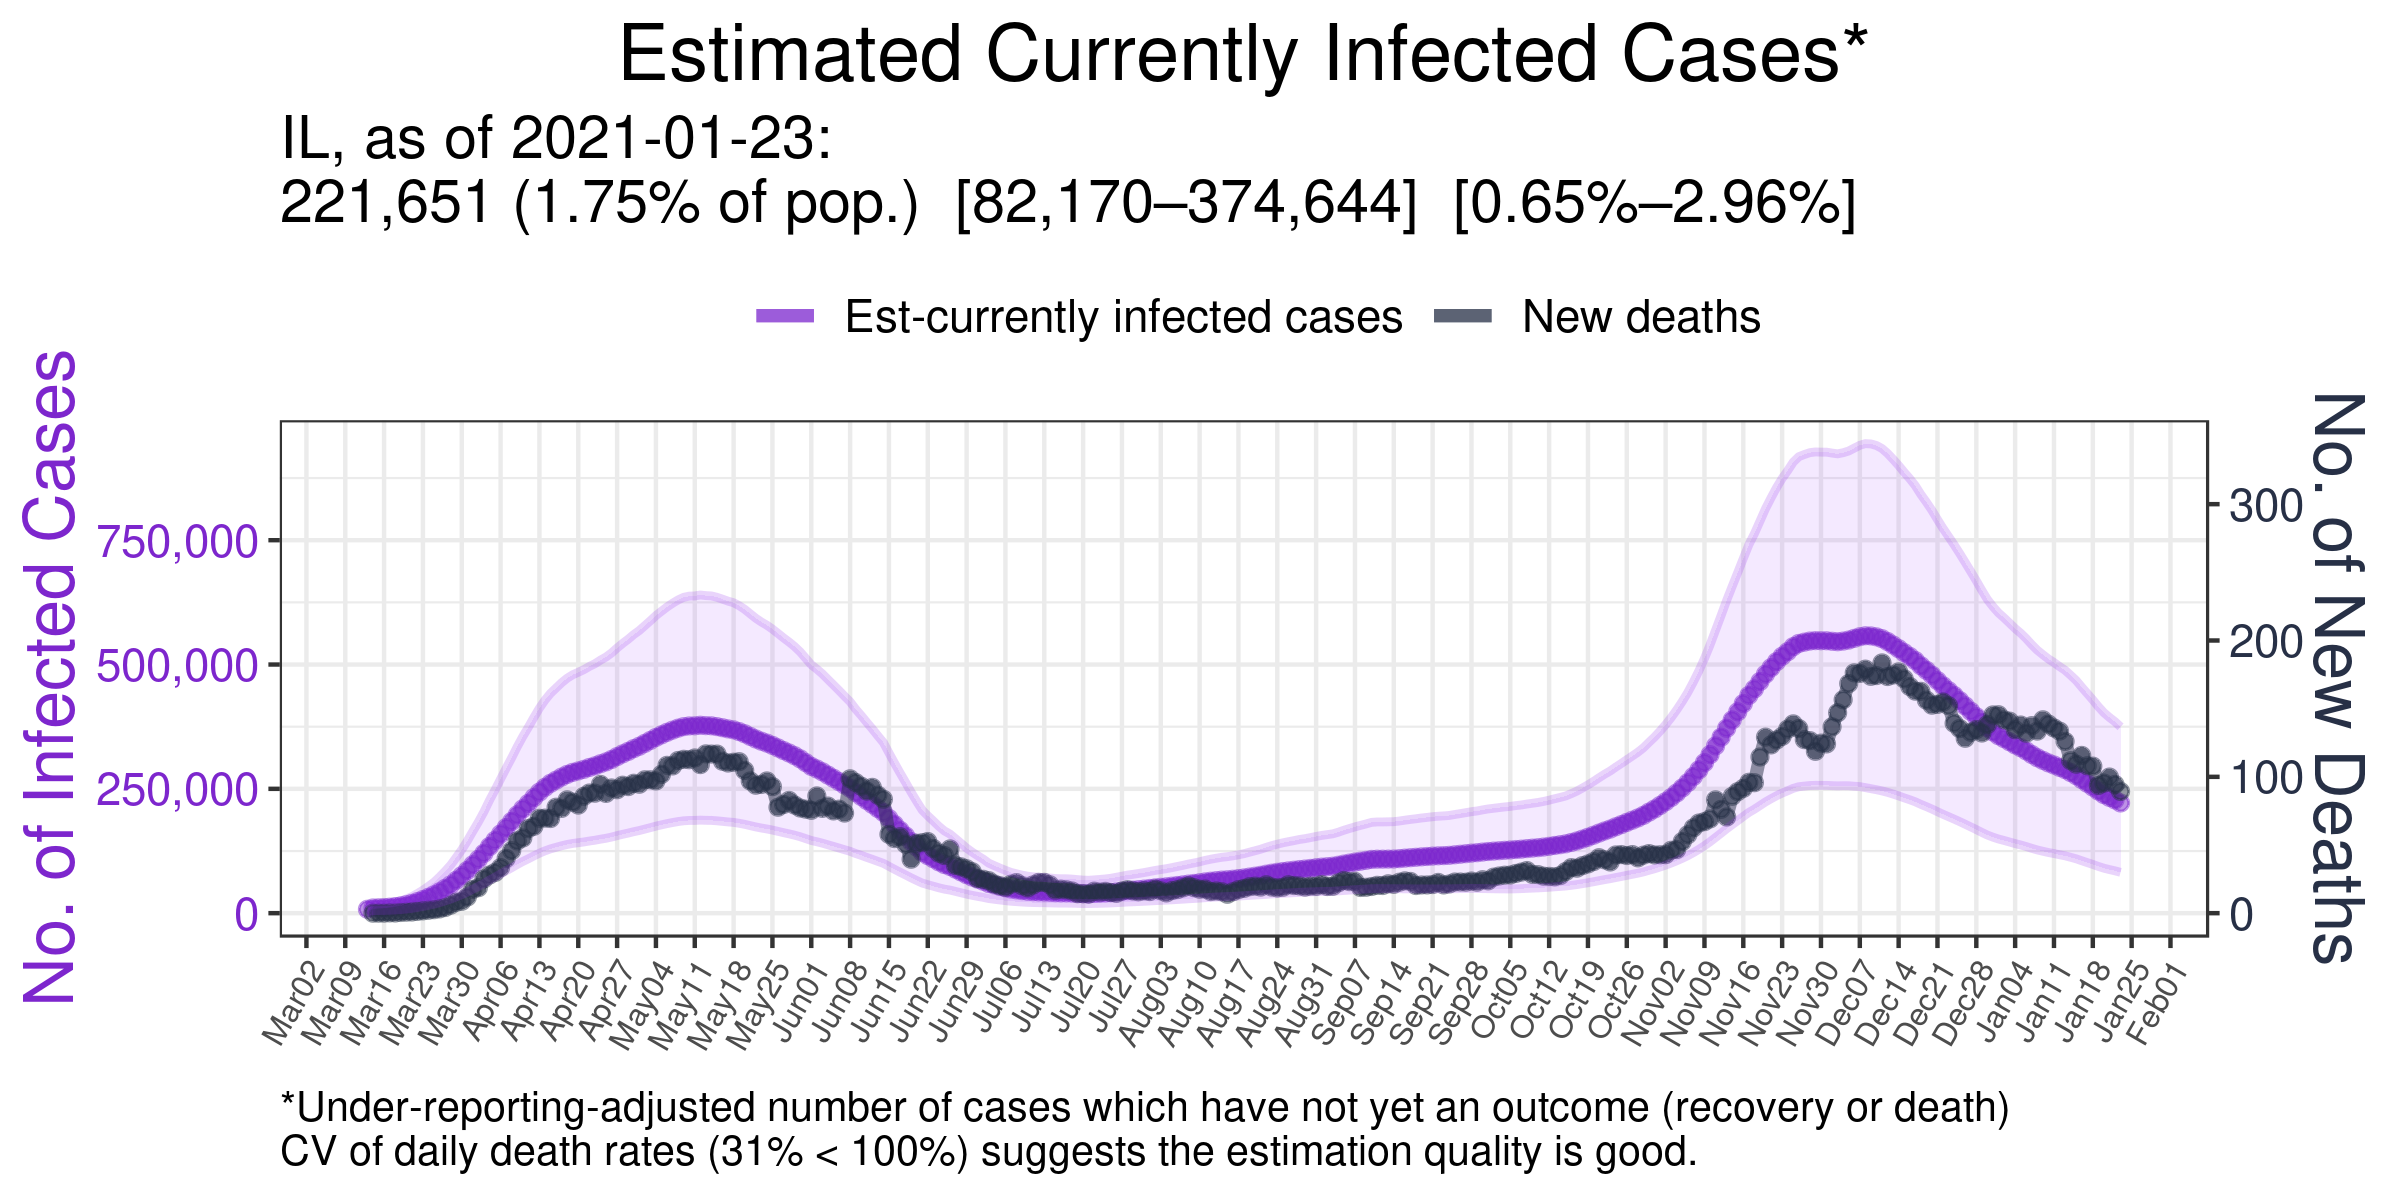 Estimated Currently Infected Cases*
IL, as of 2021-01-23:
221,651 (1.75% of pop.)  [82,170–374,644]  [0.65%–2.96%]
Est-currently infected cases
New deaths
No. of Infected Cases
750,000
500,000
250,000
0
300
200
100
0
No. of New Deaths
Mar02
Mar09
Mar16
Mar23
Mar30
Apr06
Apr13
Apr20
Apr27
May04
May11
May18
May25
Jun01
Jun08
Jun15
Jun22
Jun29
Jul06
Jul13
Jul20
Jul27
Aug03
Aug10
Aug17
Aug24
Aug31
Sep07
Sep14
Sep21
Sep28
Oct05
Oct12
Oct19
Oct26
Nov02
Nov09
Nov16
Nov23
Nov30
Dec07
Dec14
Dec21
Dec28
Jan04
Jan11
Jan18
Jan25
Feb01
*Under-reporting-adjusted number of cases which have not yet an outcome (recovery or death)
CV of daily death rates (31% < 100%) suggests the estimation quality is good.